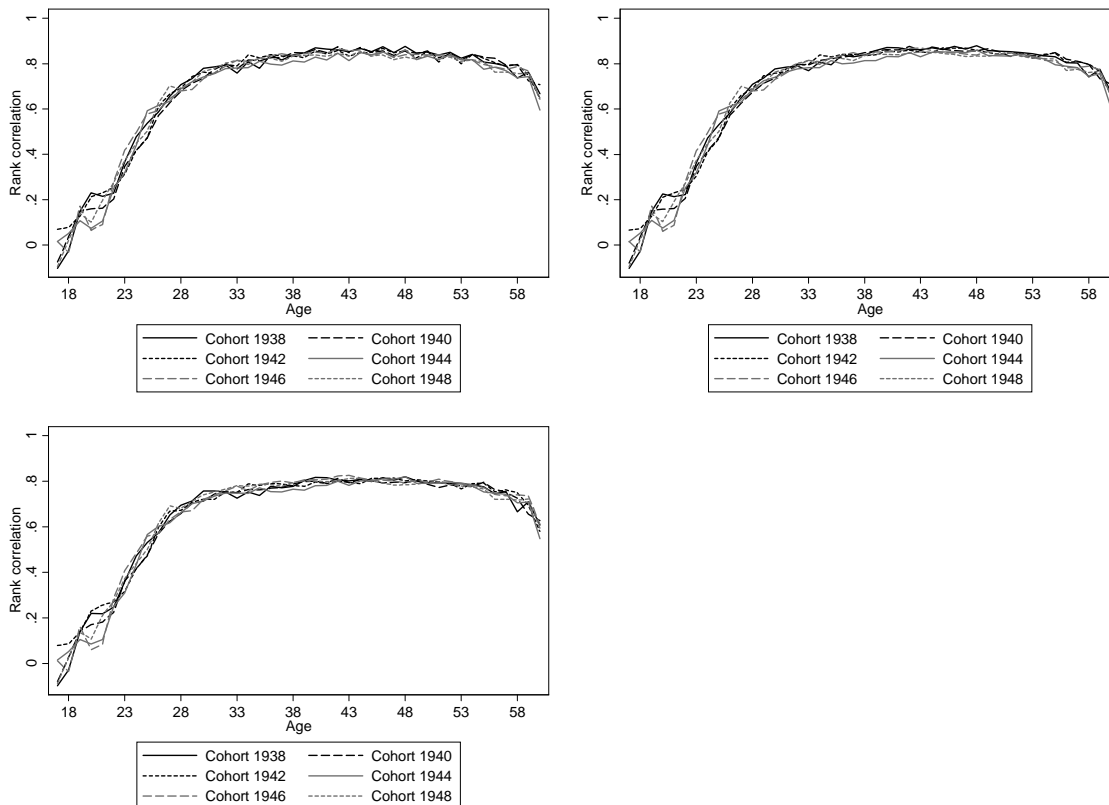 Rank correlation
1
.8
.6
.4
.2
0
18 23 28 33 38 43 48 53 58
Age
Cohort 1938 Cohort 1940
Cohort 1942 Cohort 1944
Cohort 1946 Cohort 1948
Rank correlation
1
.8
.6
.4
.2
0
18 23 28 33 38 43 48 53 58
Age
Cohort 1938 Cohort 1940
Cohort 1942 Cohort 1944
Cohort 1946 Cohort 1948
Rank correlation
1
.8
.6
.4
.2
0
18 23 28 33 38 43 48 53 58
Age
Cohort 1938 Cohort 1940
Cohort 1942 Cohort 1944
Cohort 1946 Cohort 1948